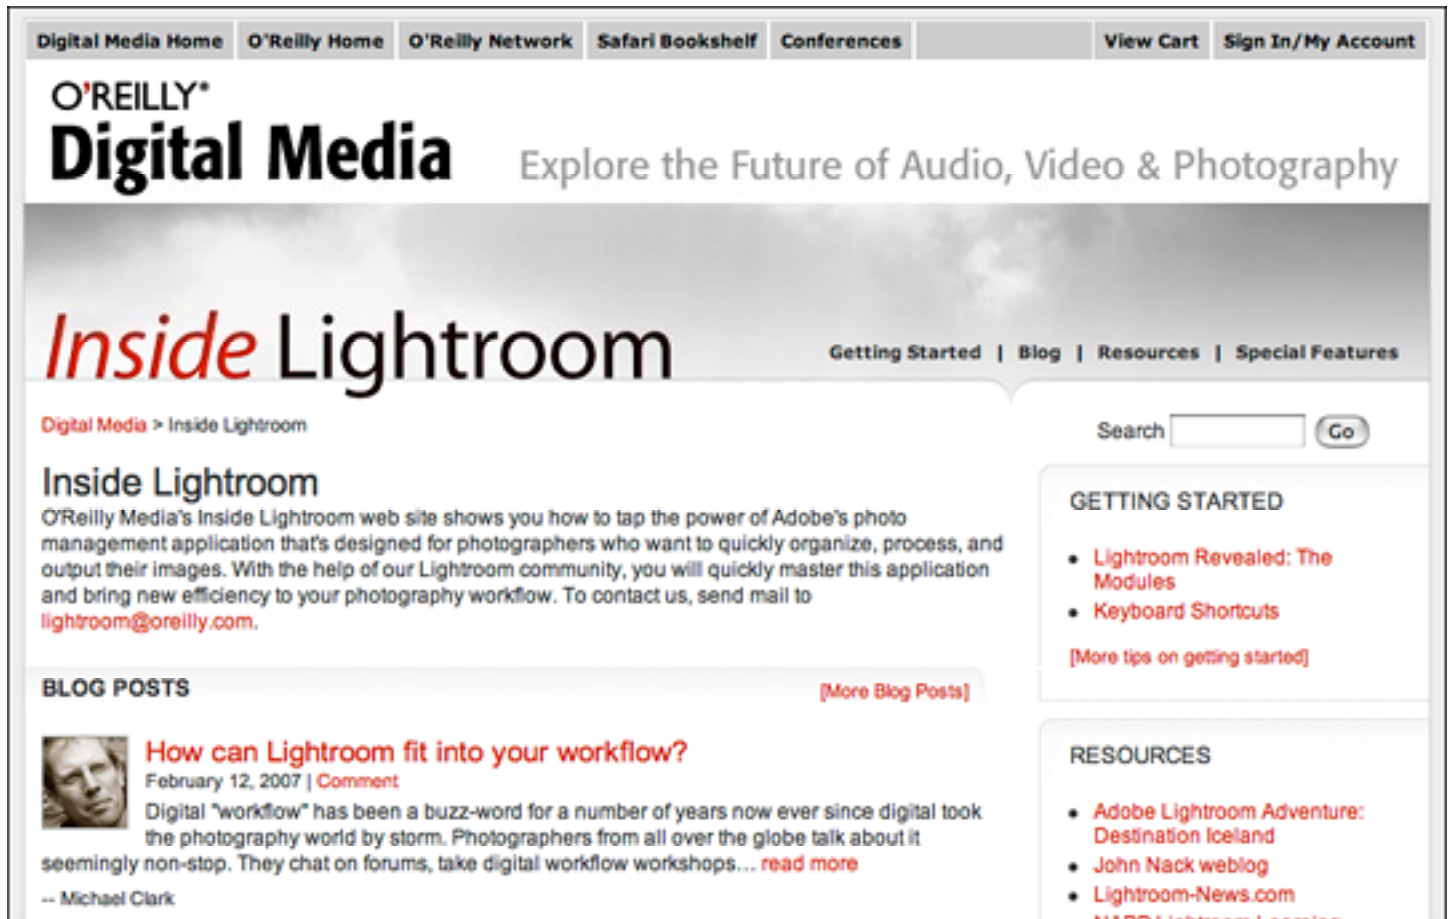 Digital Media Home O'Reilly Home O'Reilly Network Safari Bookshelf Conferences View Cart Sign In/My Account
O'REILLY®
Digital Media Explore the Future of Audio, Video & Photography
Inside Lightroom
Getting Started | Blog | Resources | Special Features
Digital Media > Inside Lightroom
Search Go
Inside Lightroom
O'Reilly Media's Inside Lightroom web site shows you how to tap the power of Adobe's photo
management application that's designed for photographers who want to quickly organize, process, and
output their images. With the help of our Lightroom community, you will quickly master this application
and bring new efficiency to your photography workflow. To contact us, send mail to
lightroom@oreilly.com.
BLOG POSTS [More Blog Posts]
How can Lightroom fit into your workflow?
February 12, 2007 | Comment
Digital "workflow" has been a buzz-word for a number of years now ever since digital took
the photography world by storm. Photographers from all over the globe talk about it
seemingly non-stop. They chat on forums, take digital workflow workshops... read more
-- Michael Clark
GETTING STARTED
• Lightroom Revealed: The
Modules
• Keyboard Shortcuts
[More tips on getting started]
RESOURCES
• Adobe Lightroom Adventure:
Destination Iceland
• John Nack weblog
• Lightroom-News.com